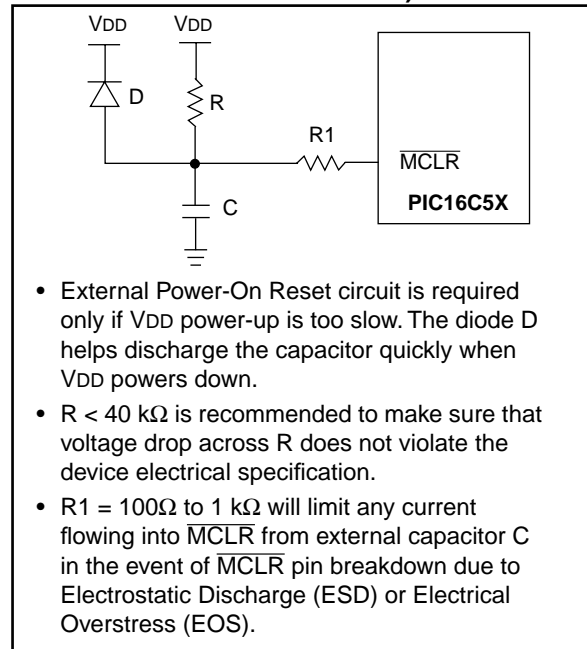 VDD VDD
D
R
R1
MCLR
PIC16C5X
C
• External Power-On Reset circuit is required
only if VDD power-up is too slow. The diode D
helps discharge the capacitor quickly when
VDD powers down.
• R < 40 kΩ is recommended to make sure that
voltage drop across R does not violate the
device electrical specification.
• R1 = 100Ω to 1 kΩ will limit any current
flowing into MCLR from external capacitor C
in the event of MCLR pin breakdown due to
Electrostatic Discharge (ESD) or Electrical
Overstress (EOS).